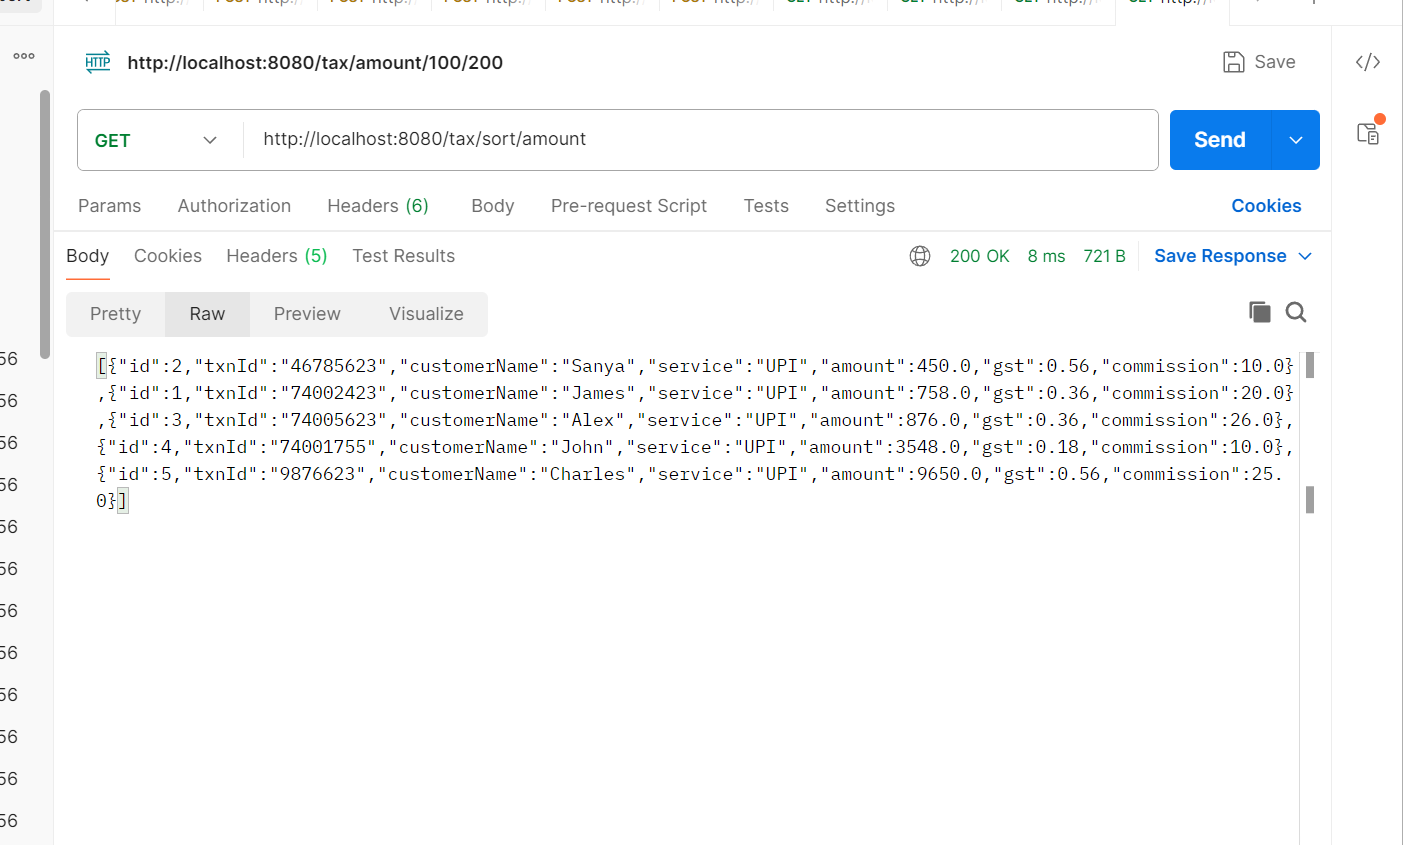 http://localhost:8080/tax/amount/100/200
Save
GET
http://localhost:8080/tax/sort/amount
Send
Params Authorization Headers (6) Body Pre-request Script Tests Settings Cookies
Body Cookies Headers (5) Test Results 200 OK 8 ms 721 B Save Response
Pretty Raw Preview Visualize
[{"id":2,"txnId":"46785623","customerName":"Sanya","service":"UPI","amount":450.0,"gst":0.56,"commission":10.0}
,{"id":1,"txnId":"74002423","customerName":"James","service":"UPI","amount":758.0,"gst":0.36,"commission":20.0}
,{"id":3,"txnId":"74005623","customerName":"Alex","service":"UPI","amount":876.0,"gst":0.36,"commission":26.0},
{"id":4,"txnId":"74001755","customerName":"John","service":"UPI","amount":3548.0,"gst":0.18,"commission":10.0},
{"id":5,"txnId":"9876623","customerName":"Charles","service":"UPI","amount":9650.0,"gst":0.56,"commission":25.
0}]
56
56
56
56
56
56
56
56
56
56
56
56